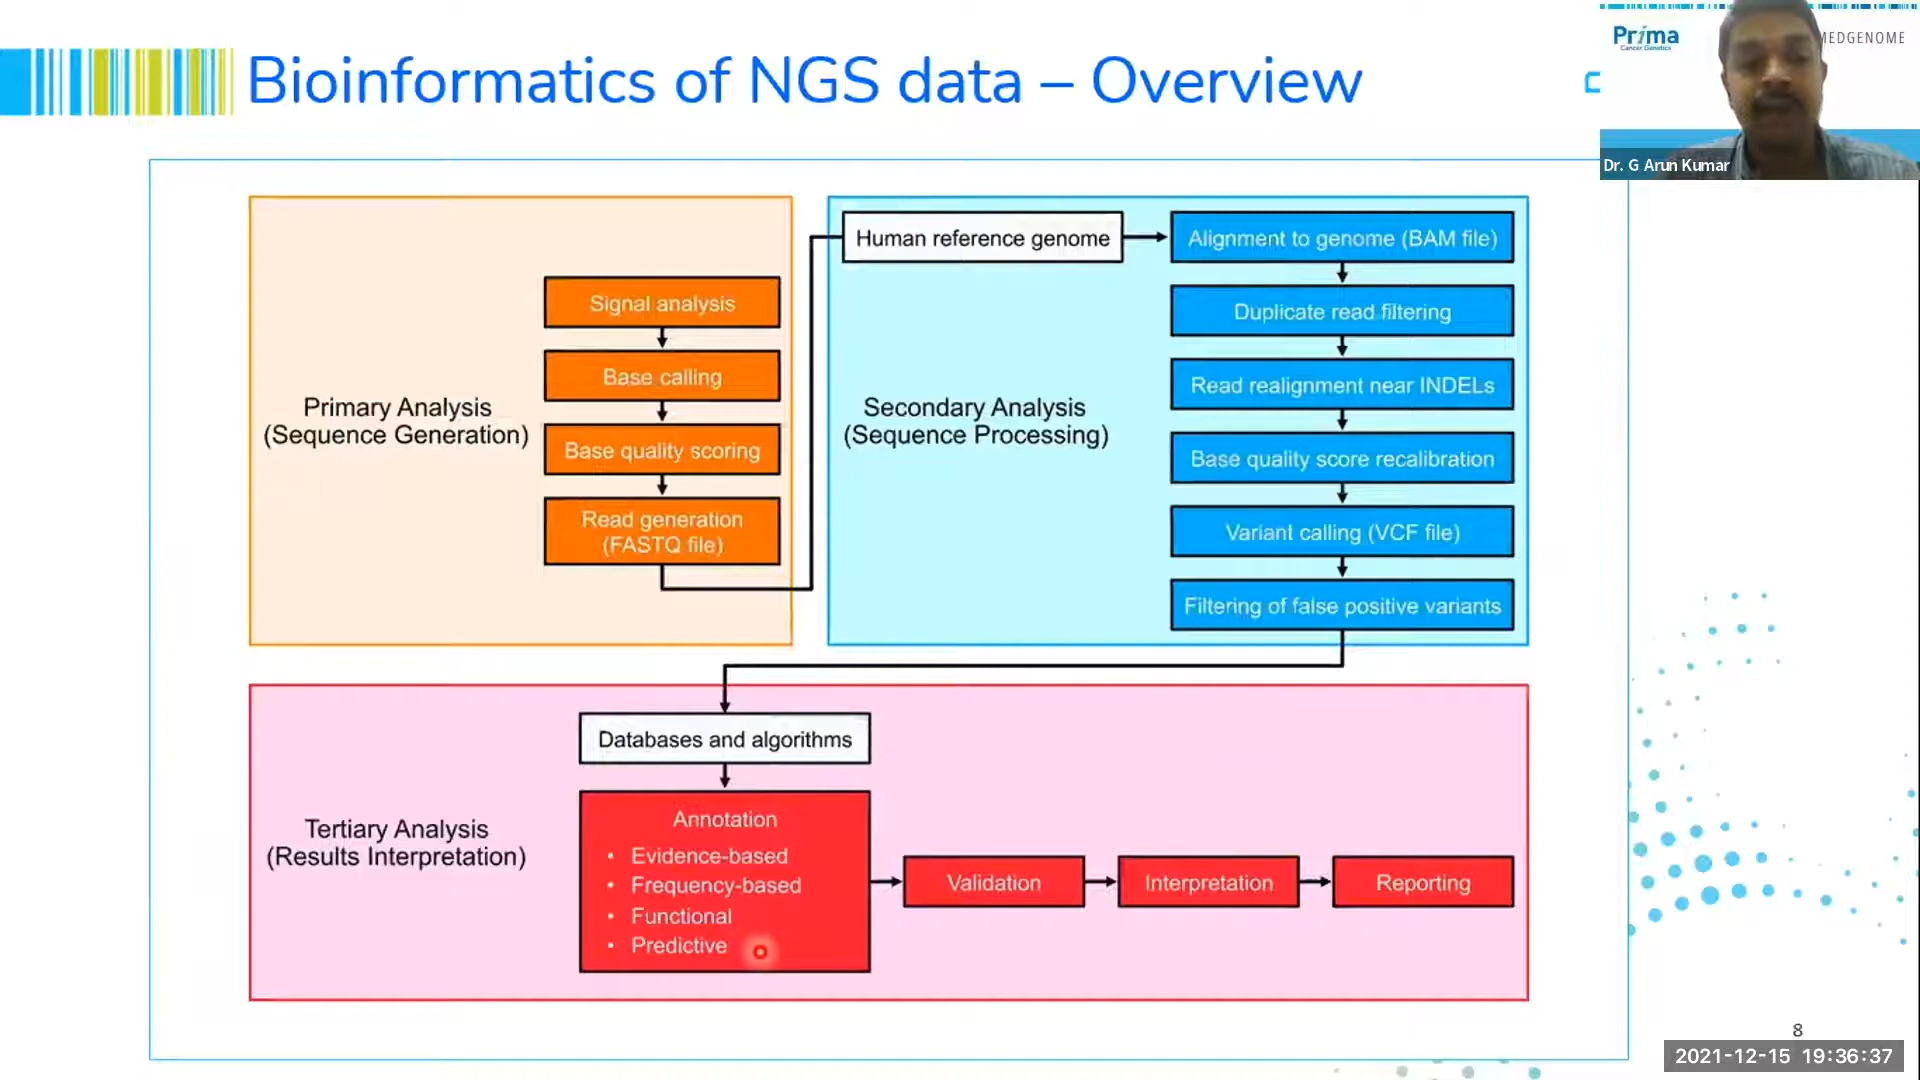 Bioinformatics of NGS data – Overview
Príma
Cancer Genetics
MEDGENOME
Dr. G Arun Kumar
Primary Analysis
(Sequence Generation)
Signal analysis
Base calling
Base quality scoring
Read generation
(FASTQ file)
Human reference genome
Secondary Analysis
(Sequence Processing)
Alignment to genome (BAM file)
Duplicate read filtering
Read realignment near INDELs
Base quality score recalibration
Variant calling (VCF file)
Filtering of false positive variants
Tertiary Analysis
(Results Interpretation)
Databases and algorithms
Annotation
• Evidence-based
• Frequency-based
• Functional
• Predictive
Validation
Interpretation
Reporting
8
2021-12-15 19:36:37